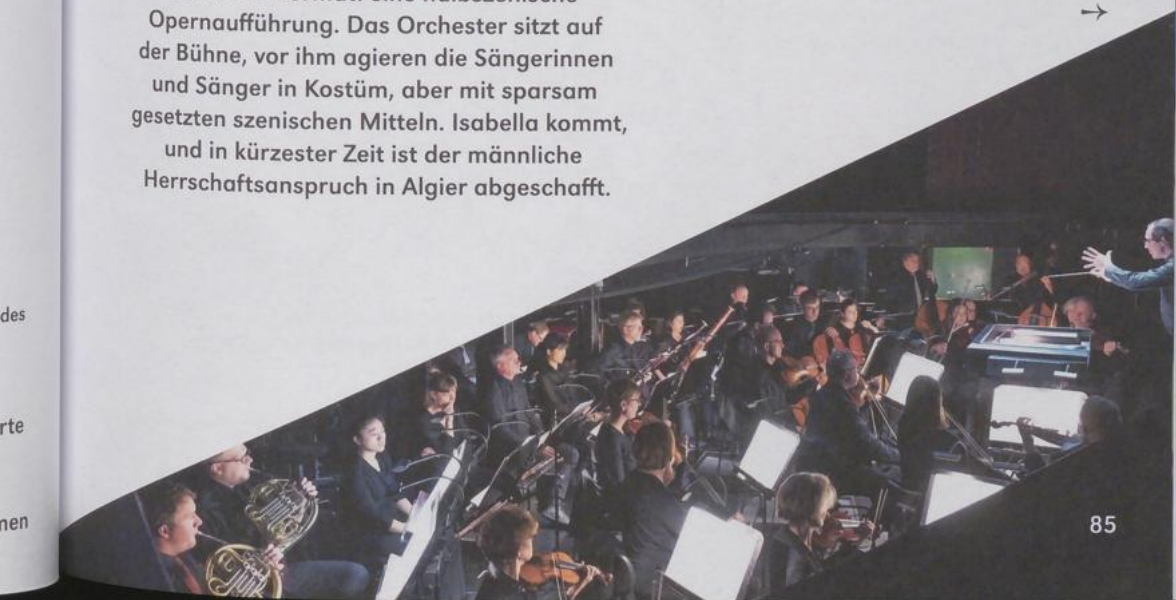 des
rte
nen
Opernaufführung. Das Orchester sitzt auf
der Bühne, vor ihm agieren die Sängerinnen
und Sänger in Kostüm, aber mit sparsam
gesetzten szenischen Mitteln. Isabella kommt,
und in kürzester Zeit ist der männliche
Herrschaftsanspruch in Algier abgeschafft.
→
85